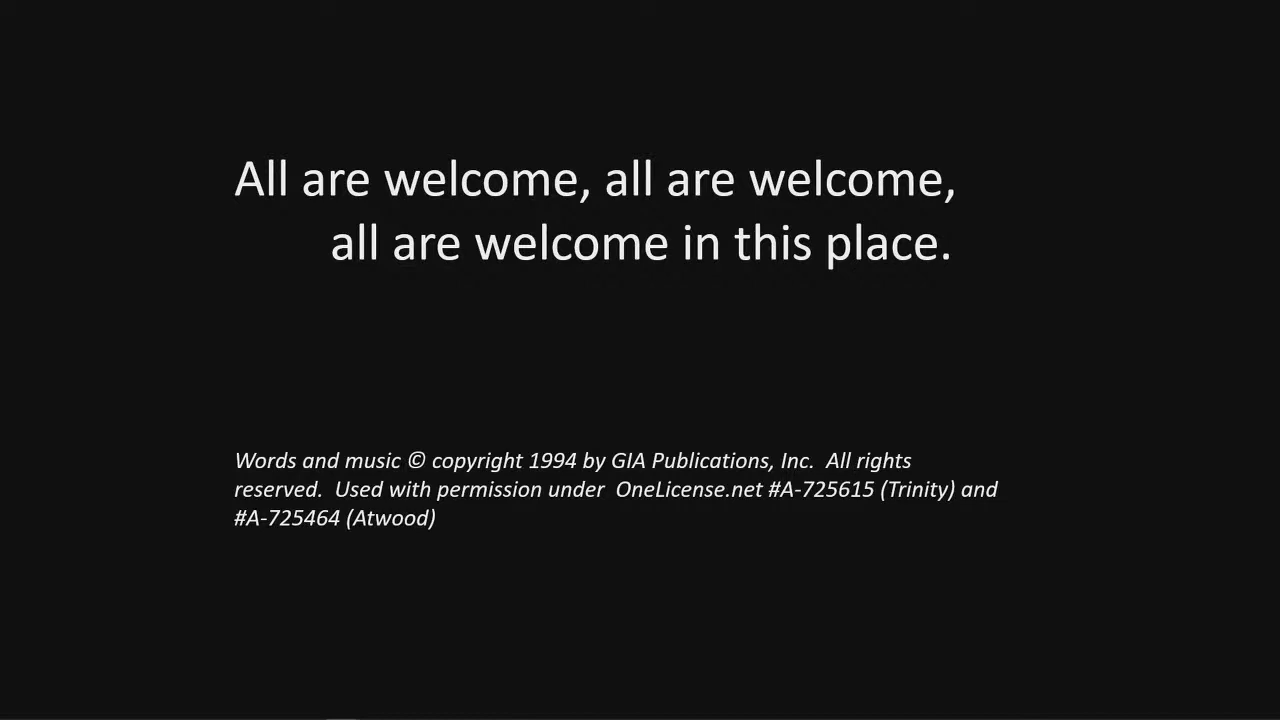 All are welcome, all are welcome,
all are welcome in this place.
Words and music © copyright 1994 by GIA Publications, Inc.  All rights
reserved.  Used with permission under  OneLicense.net #A-725615 (Trinity) and
#A-725464 (Atwood)